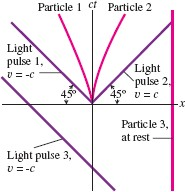 Particle 1 ct Particle 2
Light
pulse 1,
v = -c
Light
pulse 2,
v = c
45°
45°
x
Particle 3,
at rest
Light pulse 3,
v = -c